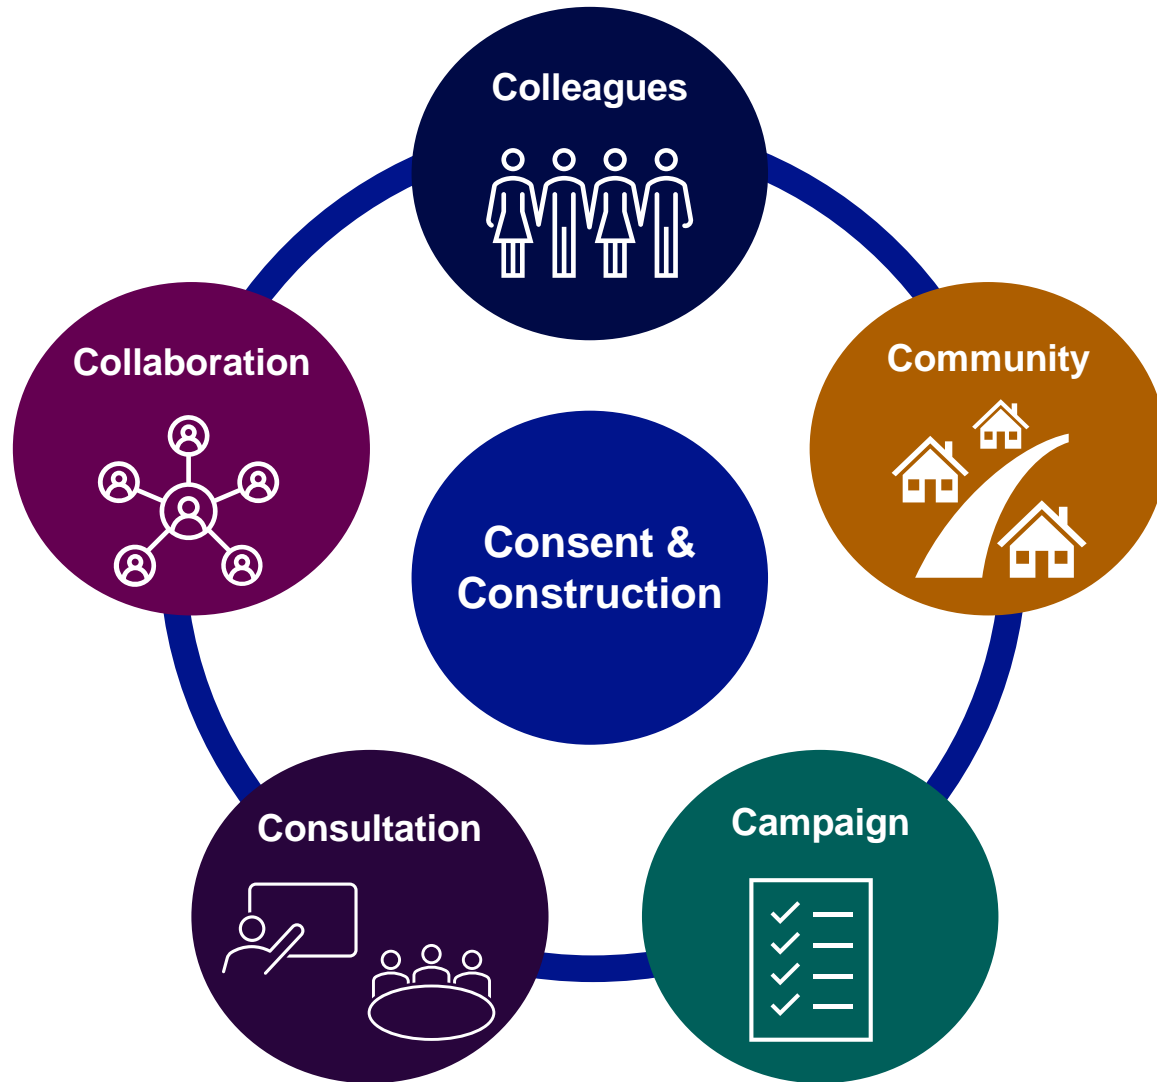 Colleagues
Collaboration
Community
Consent &
Construction
Consultation
Campaign